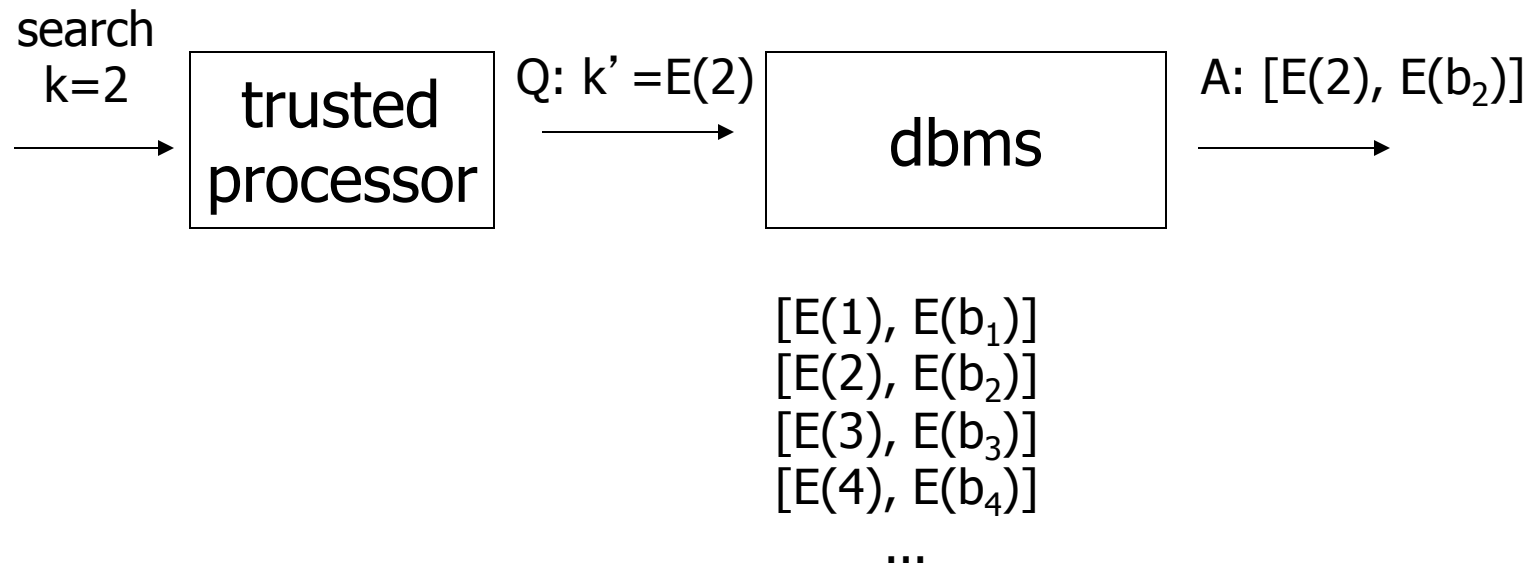 search
k=2
trusted
processor
Q: k’ =E(2)
dbms
A: [E(2), E(b₂)]
[E(1), E(b₁)]
[E(2), E(b₂)]
[E(3), E(b₃)]
[E(4), E(b₄)]
...